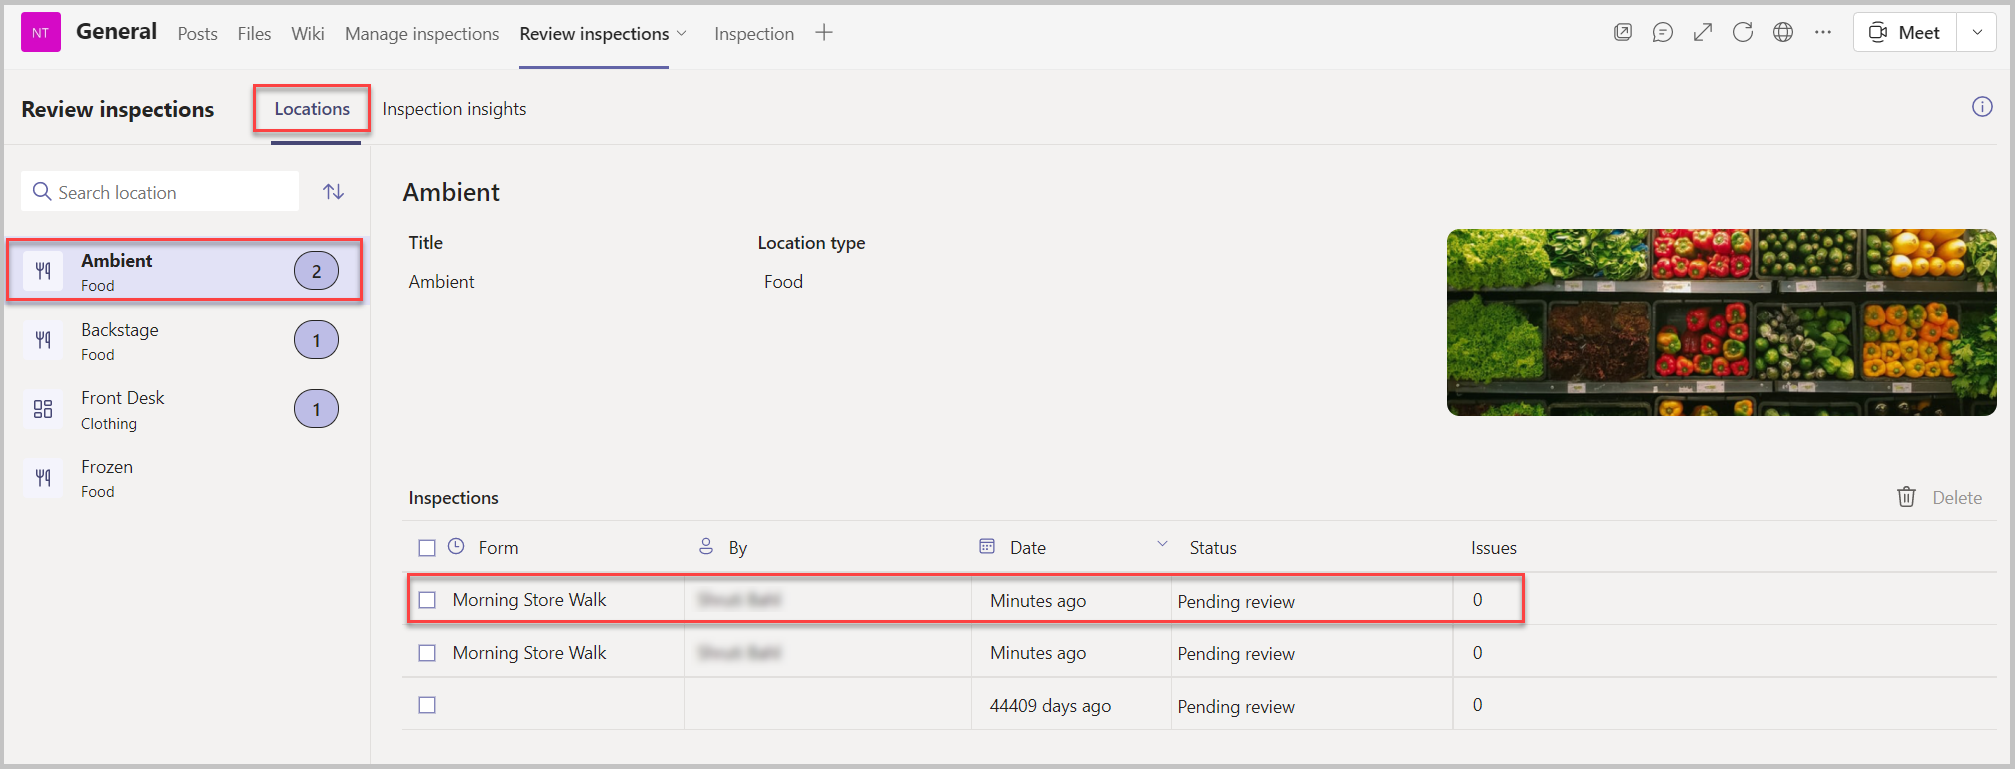 NT General Posts Files Wiki Manage inspections Review inspections Inspection Meet
Review inspections Locations Inspection insights
Search location
Ambient
Food
2
Backstage
Food
1
Front Desk
Clothing
1
Frozen
Food
Ambient
Title Location type
Ambient Food
Inspections Delete
Form By Date Status Issues
Morning Store Walk Minutes ago Pending review 0
Morning Store Walk Minutes ago Pending review 0
44409 days ago Pending review 0